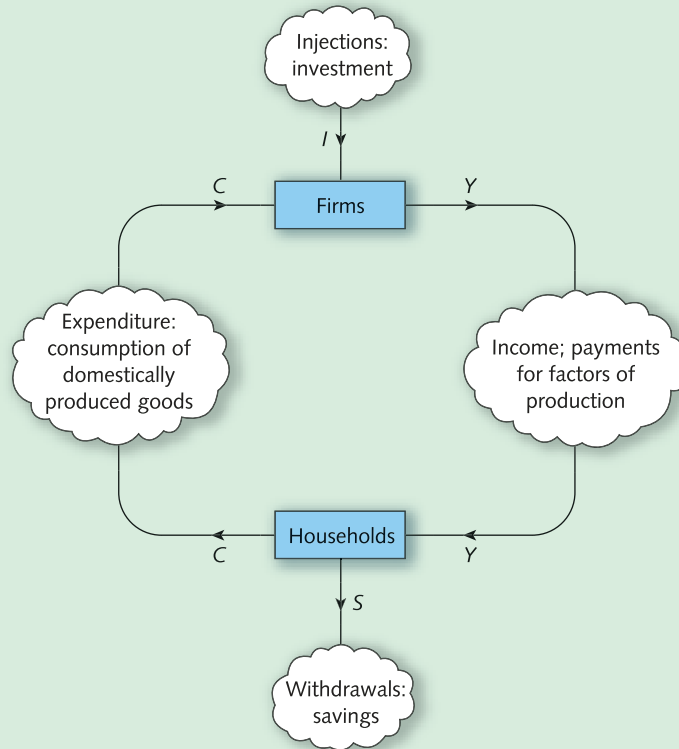 Injections:
investment
I
C
Firms
Y
Expenditure:
consumption of
domestically
produced goods
Income; payments
for factors of
production
C
Households
Y
S
Withdrawals:
savings